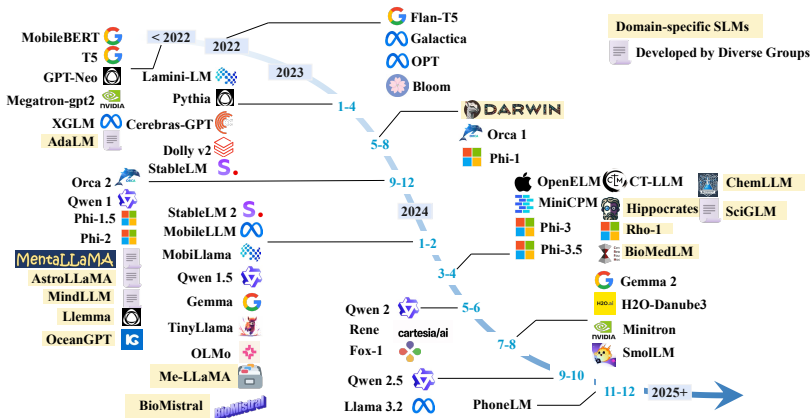 MobileBERT
T5
GPT-Neo
Megatron-gpt2
NVIDIA
XGLM
AdaLM
< 2022
2022
Flan-T5
Galactica
OPT
Bloom
Domain-specific SLMs
Developed by Diverse Groups
2023
Lamini-LM
Pythia
Cerebras-GPT
Dolly v2
StableLM
S.
1-4
5-8
DARWIN
Orca 1
Phi-1
9-12
Orca 2
Qwen 1
Phi-1.5
Phi-2
MentaLLaMA
AstroLLaMA
MindLLM
Llemma
OceanGPT
2024
StableLM 2
S.
MobileLLM
MobiLlama
Qwen 1.5
Gemma
TinyLlama
OLMo
Me-LLaMA
BioMistral
BioMistral
1-2
3-4
OpenELM
CTM
CT-LLM
ChemLLM
MiniCPM
Hippocrates
SciGLM
Phi-3
Rho-1
Phi-3.5
BioMedLM
5-6
Qwen 2
Rene
cartesia/ai
Fox-1
7-8
Gemma 2
H2O.ai
H2O-Danube3
NVIDIA
Minitron
SmolLM
9-10
Qwen 2.5
Llama 3.2
11-12
PhoneLM
2025+